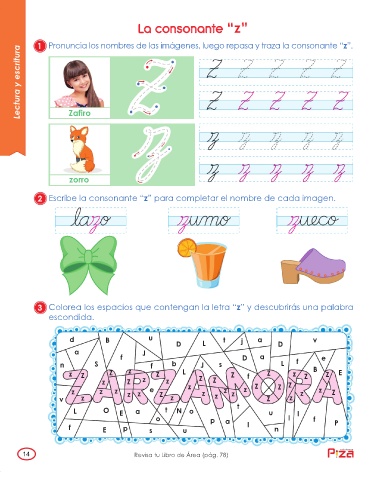 La consonante “z”
Lectura y escritura
1 Pronuncia los nombres de las imágenes, luego repasa y traza la consonante “z”.
Z Z Z Z Z Z Z
Zafiro
Z Z Z Z Z
z z z z z z
zorro
z z z z z
2 Escribe la consonante “z” para completar el nombre de cada imagen.
lazo zumo zueco
3 Colorea los espacios que contengan la letra “z” y descubrirás una palabra
escondida.
ZARZAMORA
14
Revisa tu Libro de Área (pág. 78)
Piza